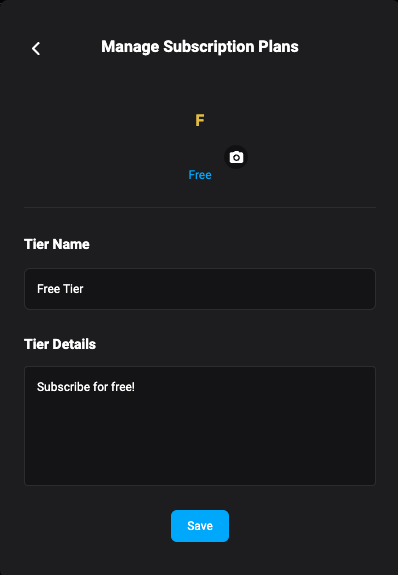 Manage Subscription Plans
F
Free
Tier Name
Free Tier
Tier Details
Subscribe for free!
Save